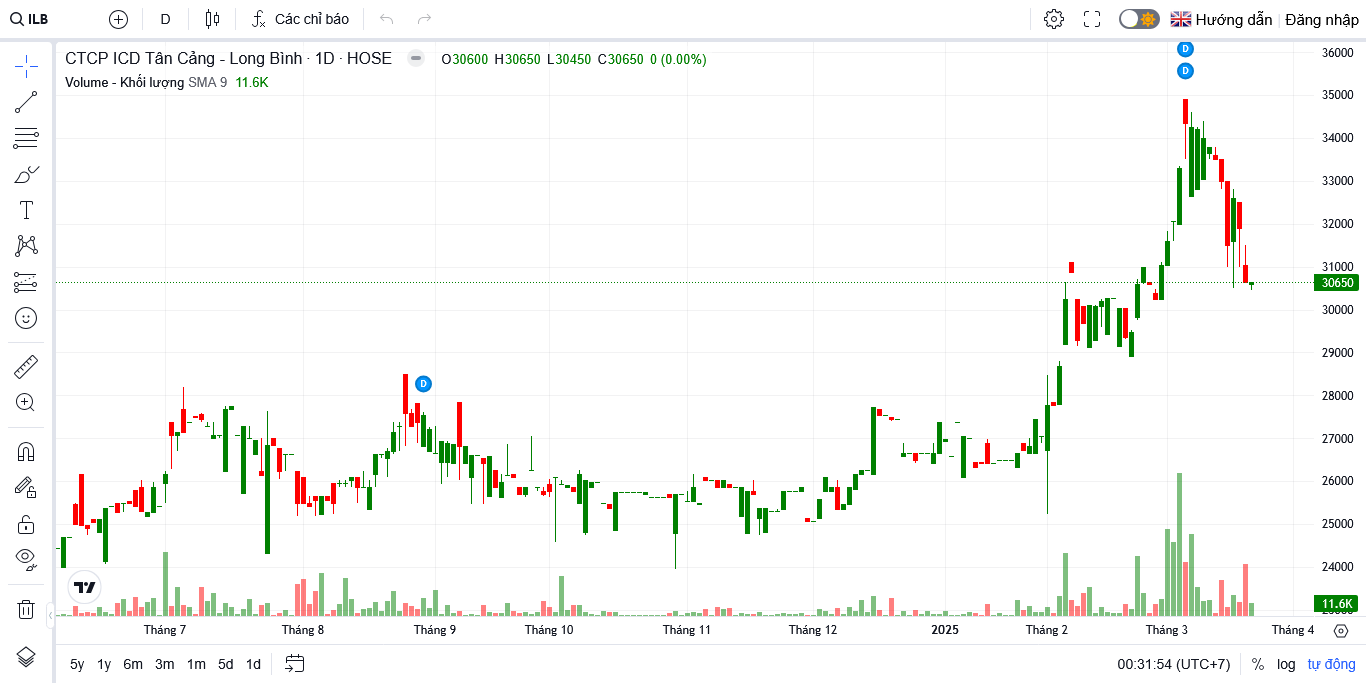 ILB D Các chỉ báo Hướng dẫn Đăng nhập
CTCP ICD Tân Cảng - Long Bình · 1D · HOSE O30600 H30650 L30450 C30650 0 (0.00%)
Volume - Khối lượng SMA 9 11.6K
D
D
D
36000
35000
34000
33000
32000
31000
30650
30000
29000
28000
27000
26000
25000
24000
11.6K
Tháng 7 Tháng 8 Tháng 9 Tháng 10 Tháng 11 Tháng 12 2025 Tháng 2 Tháng 3 Tháng 4
5y 1y 6m 3m 1m 5d 1d 00:31:54 (UTC+7) % log tự động